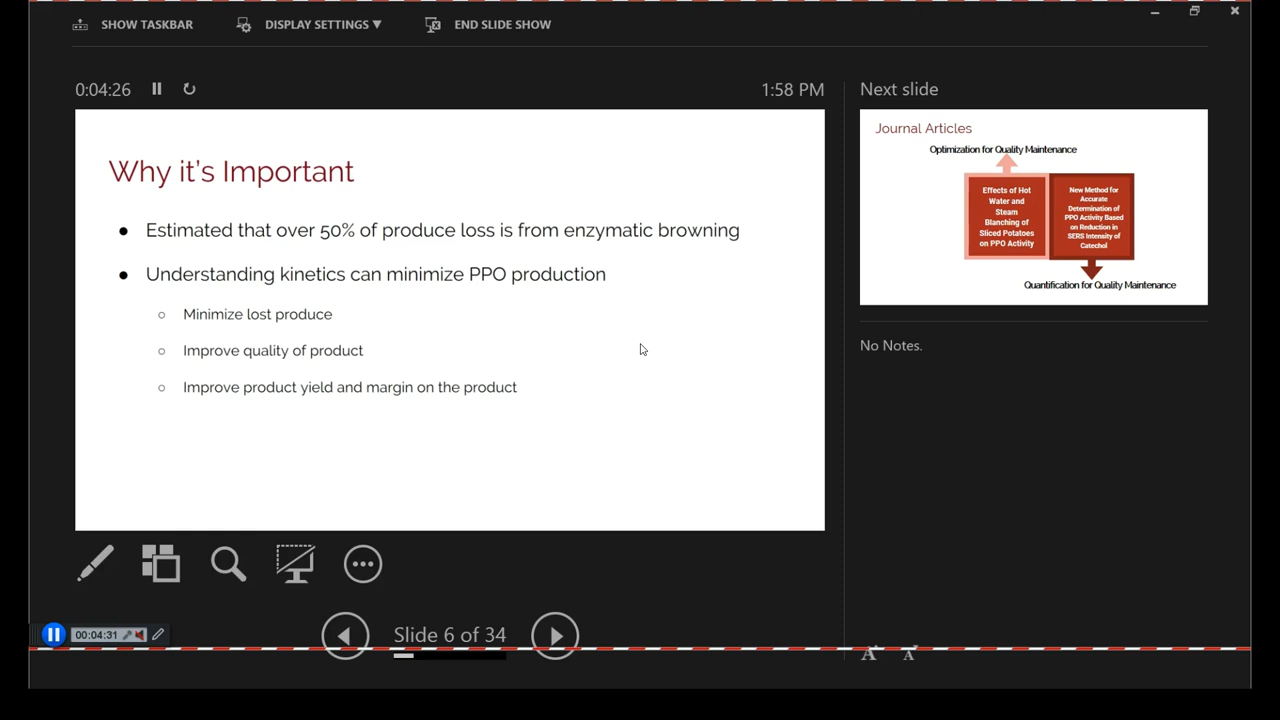 SHOW TASKBAR
DISPLAY SETTINGS ▼
END SLIDE SHOW
0:04:26
1:58 PM
Next slide
Why it's Important
● Estimated that over 50% of produce loss is from enzymatic browning
● Understanding kinetics can minimize PPO production
○ Minimize lost produce
○ Improve quality of product
○ Improve product yield and margin on the product
Journal Articles
Optimization for Quality Maintenance
Effects of Hot
Water and
Steam
Blanching of
Sliced Potatoes
on PPO Activity
New Method for
Accurate
Determination of
PPO Activity Based
on Reduction in
SERS Intensity of
Catechol
Quantification for Quality Maintenance
No Notes.
00:04:31
Slide 6 of 34
A A